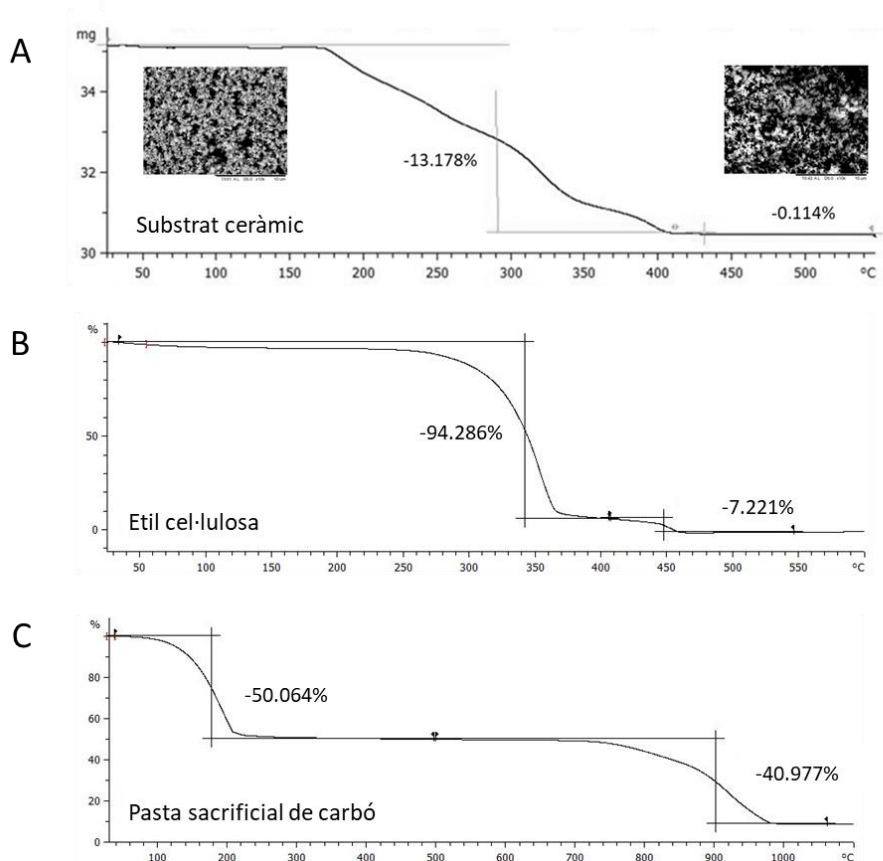 A
mg
34
32
30
-13.178%
-0.114%
Substrat ceràmic
50 100 150 200 250 300 350 400 450 500 ºC
B
%
50
0
-94.286%
-7.221%
Etil cel·lulosa
50 100 150 200 250 300 350 400 450 500 550 ºC
C
%
80
60
40
20
0
-50.064%
-40.977%
Pasta sacrificial de carbó
100 200 300 400 500 600 700 800 900 1000 ºC